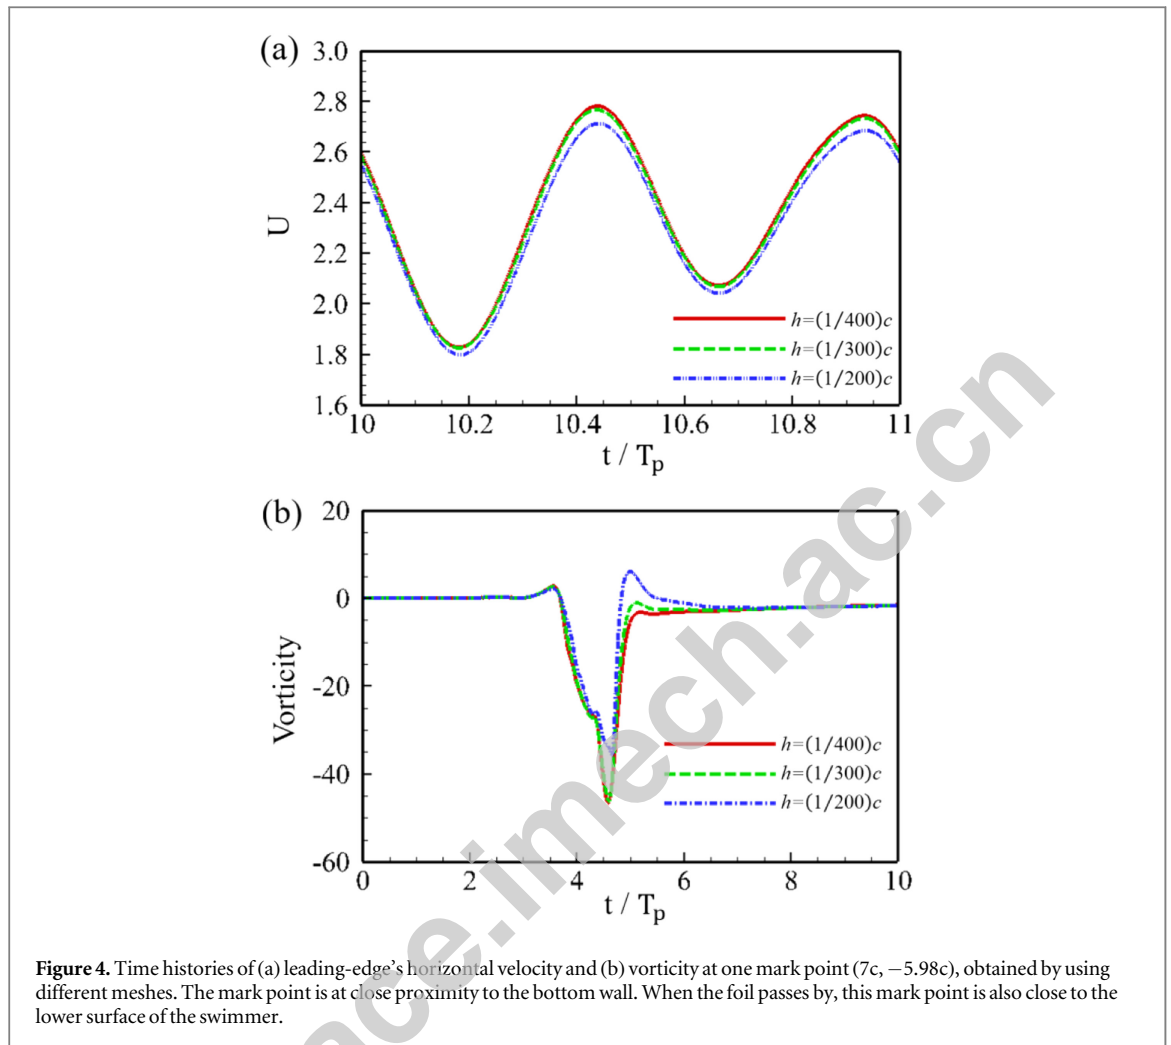 (a)
3.0
2.8
2.6
2.4
2.2
2.0
1.8
1.6
U
h=(1/400)c
h=(1/300)c
h=(1/200)c
10 10.2 10.4 10.6 10.8 11
t / Tp
(b)
20
0
-20
-40
-60
Vorticity
h=(1/400)c
h=(1/300)c
h=(1/200)c
0 2 4 6 8 10
t / Tp
Figure 4. Time histories of (a) leading-edge's horizontal velocity and (b) vorticity at one mark point (7c, −5.98c), obtained by using
different meshes. The mark point is at close proximity to the bottom wall. When the foil passes by, this mark point is also close to the
lower surface of the swimmer.
ace.imech.ac.cn